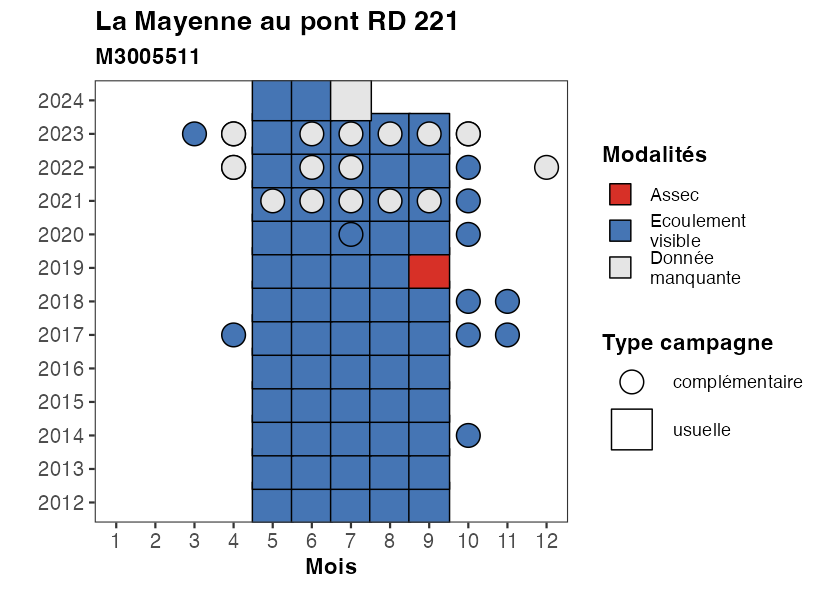 La Mayenne au pont RD 221
M3005511
2024
2023
2022
2021
2020
2019
2018
2017
2016
2015
2014
2013
2012
1 2 3 4 5 6 7 8 9 10 11 12
Mois
Modalités
Assec
Ecoulement
visible
Donnée
manquante
Type campagne
complémentaire
usuelle